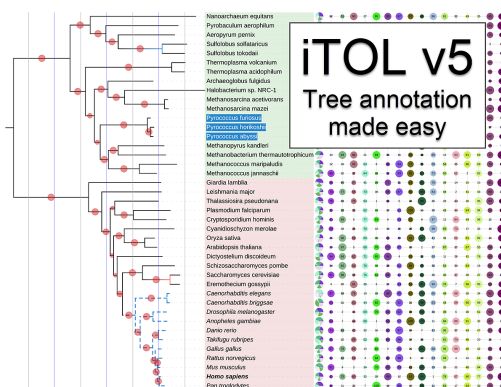 Nanoarchaeum equitans
Pyrobaculum aerophilum
Aeropyrum pernix
Sulfolobus solfataricus
Sulfolobus tokodaii
Thermoplasma volcanium
Thermoplasma acidophilum
Archaeoglobus fulgidus
Halobacterium sp. NRC-1
Methanosarcina acetivorans
Methanosarcina mazei
Pyrococcus furiosus
Pyrococcus horikoshii
Pyrococcus abyssi
Methanopyrus kandleri
Methanobacterium thermautotrophicum
Methanococcus maripaludis
Methanococcus jannaschii
iTOL v5
Tree annotation
made easy
Giardia lamblia
Leishmania major
Thalassiosira pseudonana
Plasmodium falciparum
Cryptosporidium hominis
Cyanidioschyzon merolae
Oryza sativa
Arabidopsis thaliana
Dictyostelium discoideum
Schizosaccharomyces pombe
Saccharomyces cerevisiae
Eremothecium gossypii
Caenorhabditis elegans
Caenorhabditis briggsae
Drosophila melanogaster
Anopheles gambiae
Danio rerio
Takifugu rubripes
Gallus gallus
Rattus norvegicus
Mus musculus
Homo sapiens
Pan troglodytes